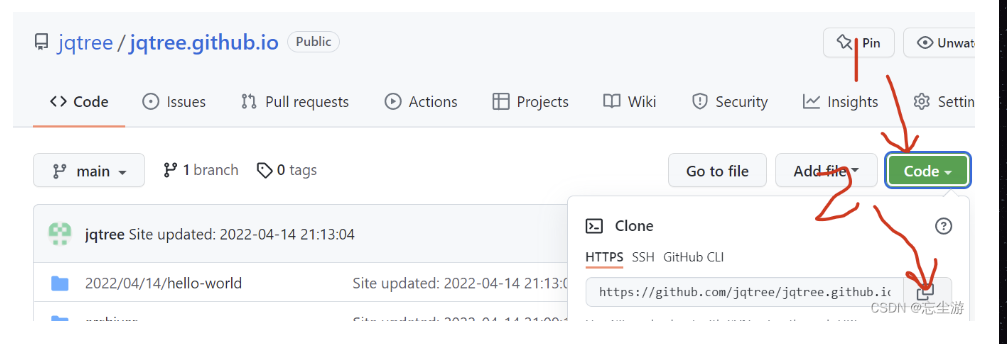 jqtree / jqtree.github.io Public
Pin
Unwatc
Code Issues Pull requests Actions Projects Wiki Security Insights Settin
1
main 1 branch 0 tags Go to file Add file Code
2
jqtree Site updated: 2022-04-14 21:13:04
Clone
HTTPS SSH GitHub CLI
2022/04/14/hello-world Site updated: 2022-04-14 21:13:0
https://github.com/jqtree/jqtree.github.io
CSDN @忘尘游